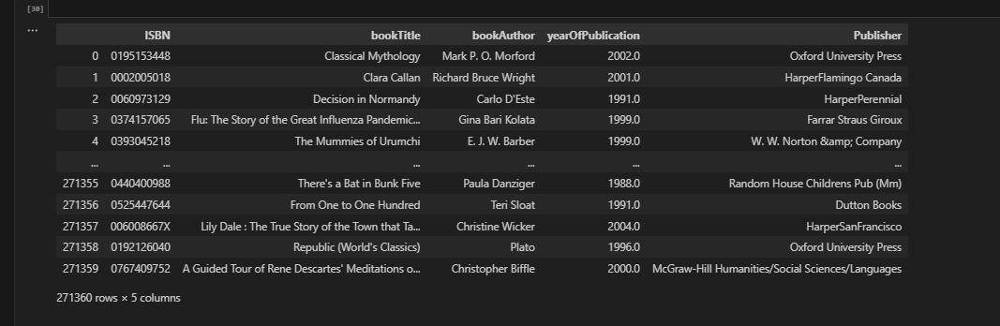 [30]
...
ISBN bookTitle bookAuthor yearOfPublication Publisher
0 0195153448 Classical Mythology Mark P. O. Morford 2002.0 Oxford University Press
1 0002005018 Clara Callan Richard Bruce Wright 2001.0 HarperFlamingo Canada
2 0060973129 Decision in Normandy Carlo D'Este 1991.0 HarperPerennial
3 0374157065 Flu: The Story of the Great Influenza Pandemic... Gina Bari Kolata 1999.0 Farrar Straus Giroux
4 0393045218 The Mummies of Urumchi E. J. W. Barber 1999.0 W. W. Norton &amp; Company
... ... ... ... ... ...
271355 0440400988 There's a Bat in Bunk Five Paula Danziger 1988.0 Random House Childrens Pub (Mm)
271356 0525447644 From One to One Hundred Teri Sloat 1991.0 Dutton Books
271357 006008667X Lily Dale : The True Story of the Town that Ta... Christine Wicker 2004.0 HarperSanFrancisco
271358 0192126040 Republic (World's Classics) Plato 1996.0 Oxford University Press
271359 0767409752 A Guided Tour of Rene Descartes' Meditations o... Christopher Biffle 2000.0 McGraw-Hill Humanities/Social Sciences/Languages
271360 rows × 5 columns